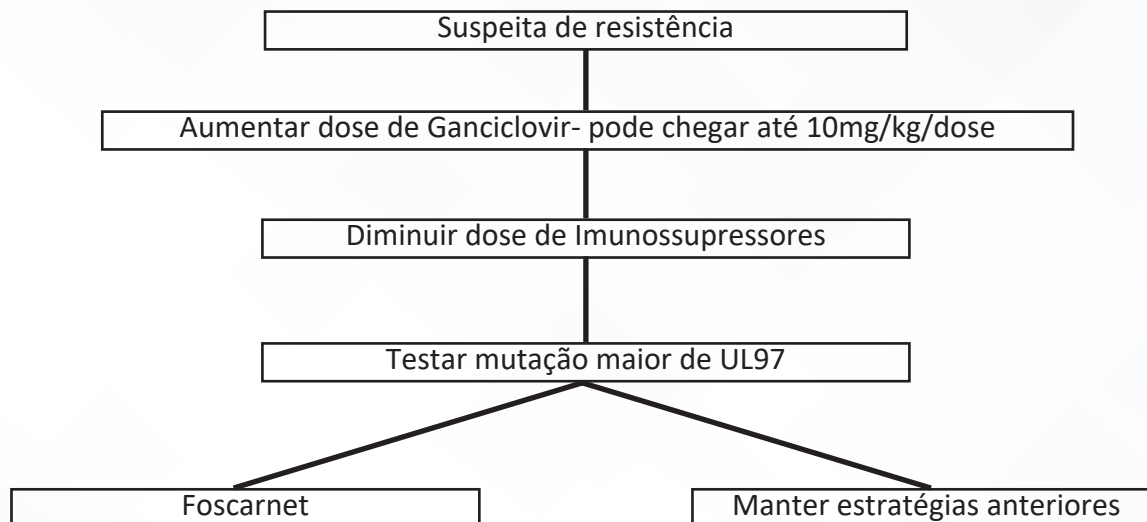 Suspeita de resistência
Aumentar dose de Ganciclovir- pode chegar até 10mg/kg/dose
Diminuir dose de Imunossupressores
Testar mutação maior de UL97
Foscarnet
Manter estratégias anteriores